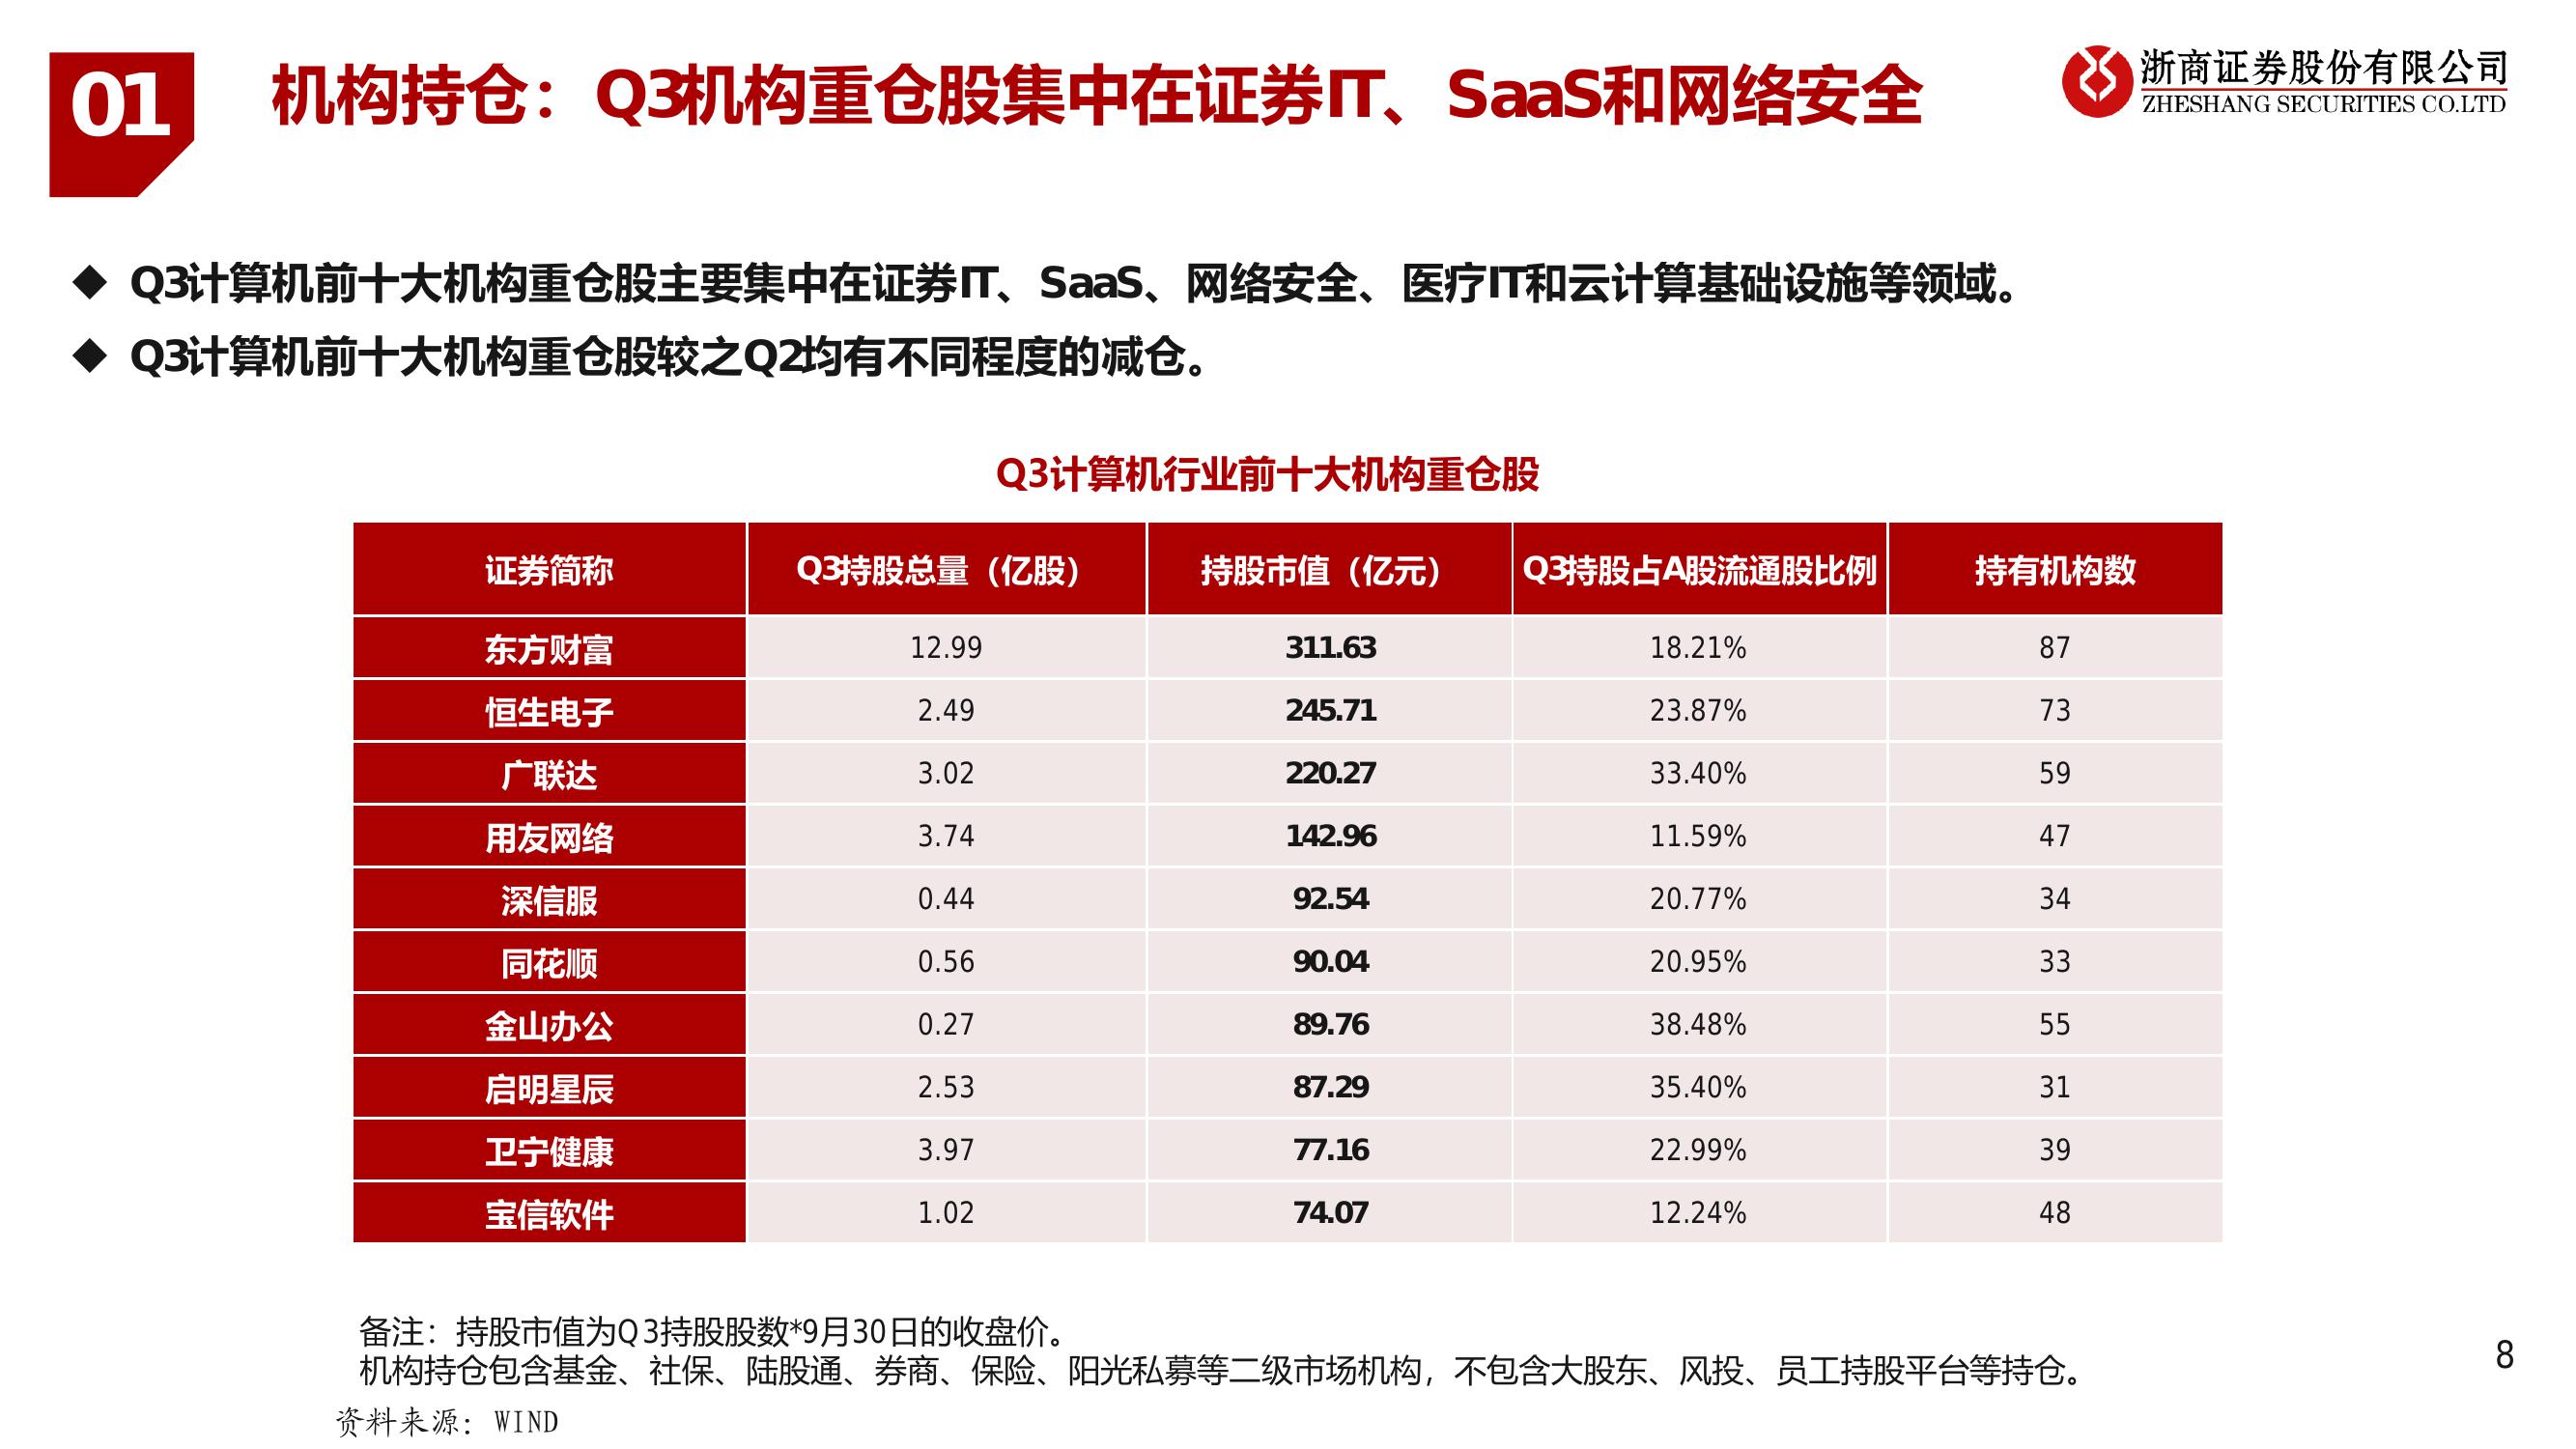 01
机构持仓：Q3机构重仓股集中在证券IT、SaaS和网络安全
浙商证券股份有限公司
ZHESHANG SECURITIES CO.LTD
◆ Q3计算机前十大机构重仓股主要集中在证券IT、SaaS、网络安全、医疗IT和云计算基础设施等领域。
◆ Q3计算机前十大机构重仓股较之Q2均有不同程度的减仓。
Q3计算机行业前十大机构重仓股
证券简称 Q3持股总量（亿股） 持股市值（亿元） Q3持股占A股流通股比例 持有机构数
东方财富 12.99 311.63 18.21% 87
恒生电子 2.49 245.71 23.87% 73
广联达 3.02 220.27 33.40% 59
用友网络 3.74 142.96 11.59% 47
深信服 0.44 92.54 20.77% 34
同花顺 0.56 90.04 20.95% 33
金山办公 0.27 89.76 38.48% 55
启明星辰 2.53 87.29 35.40% 31
卫宁健康 3.97 77.16 22.99% 39
宝信软件 1.02 74.07 12.24% 48
备注：持股市值为Q3持股股数*9月30日的收盘价。
机构持仓包含基金、社保、陆股通、券商、保险、阳光私募等二级市场机构，不包含大股东、风投、员工持股平台等持仓。
8
资料来源：WIND